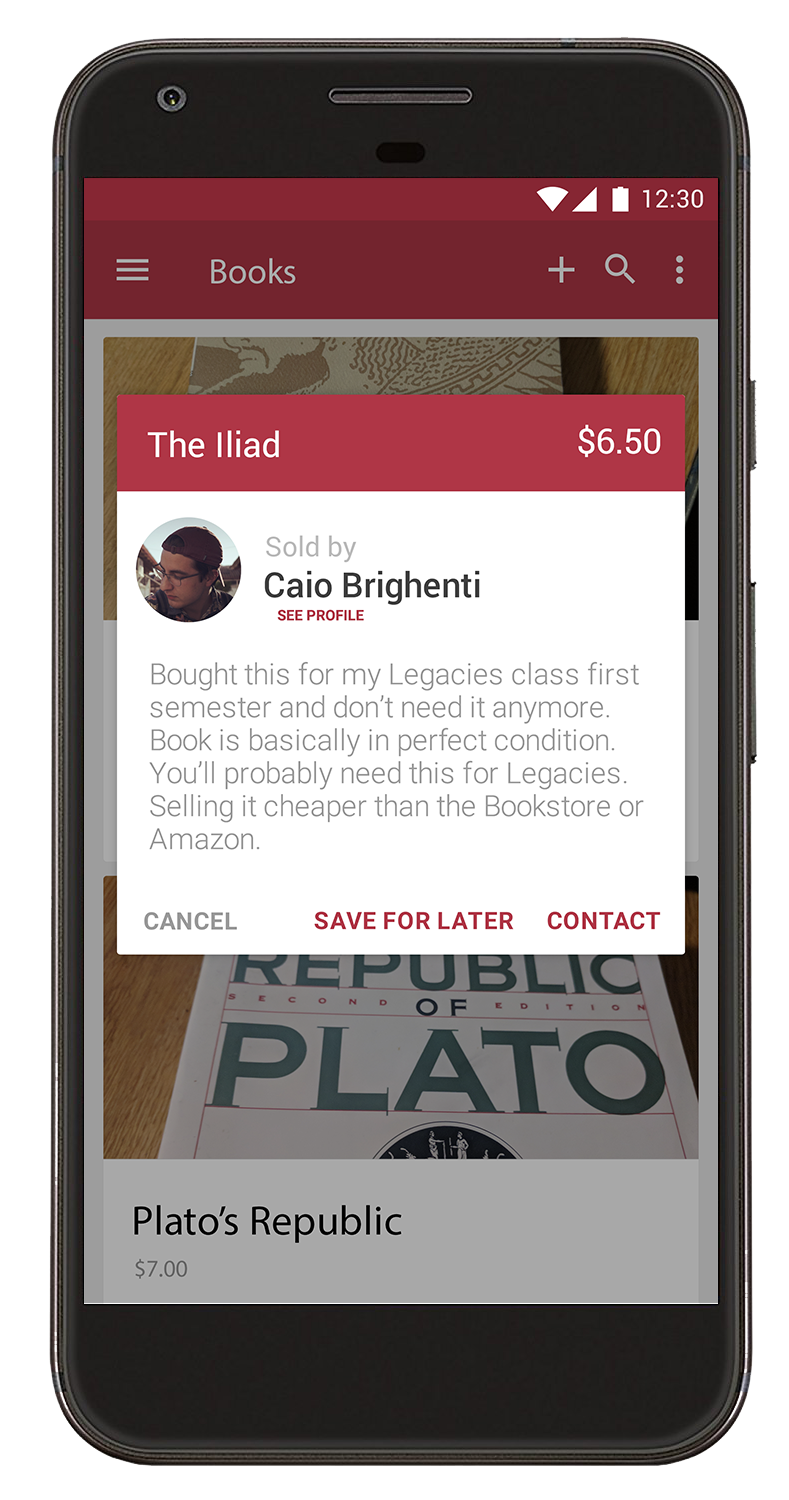 12:30
Books
The Iliad
$6.50
Sold by
Caio Brighenti
SEE PROFILE
Bought this for my Legacies class first
semester and don’t need it anymore.
Book is basically in perfect condition.
You’ll probably need this for Legacies.
Selling it cheaper than the Bookstore or
Amazon.
CANCEL
SAVE FOR LATER
CONTACT
REPUBLIC
SECOND OF EDITION
PLATO
Plato’s Republic
$7.00